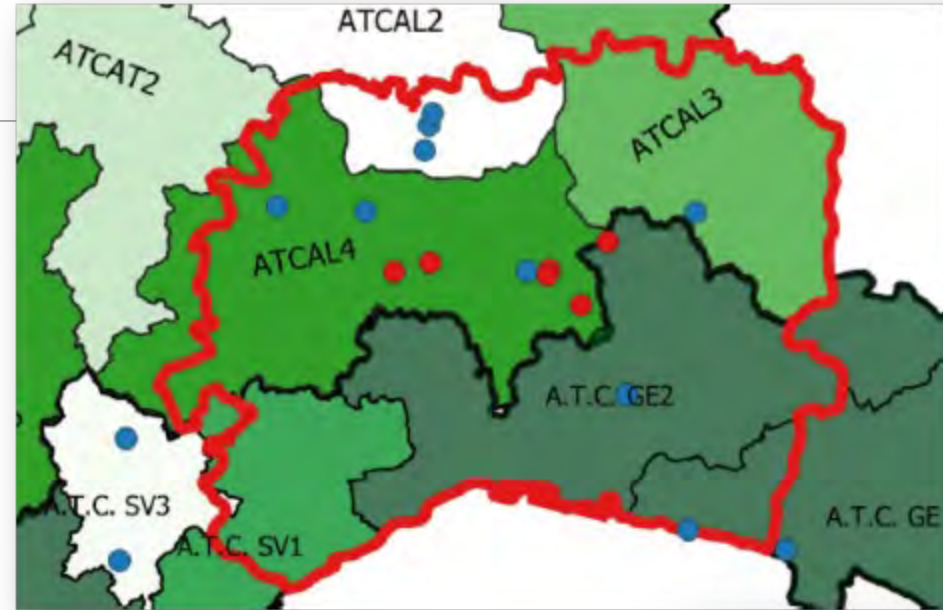 ATCAL2
ATCAT2
ATCAL3
ATCAL4
A.T.C. GE2
A.T.C. SV3
A.T.C. GE
A.T.C. SV1